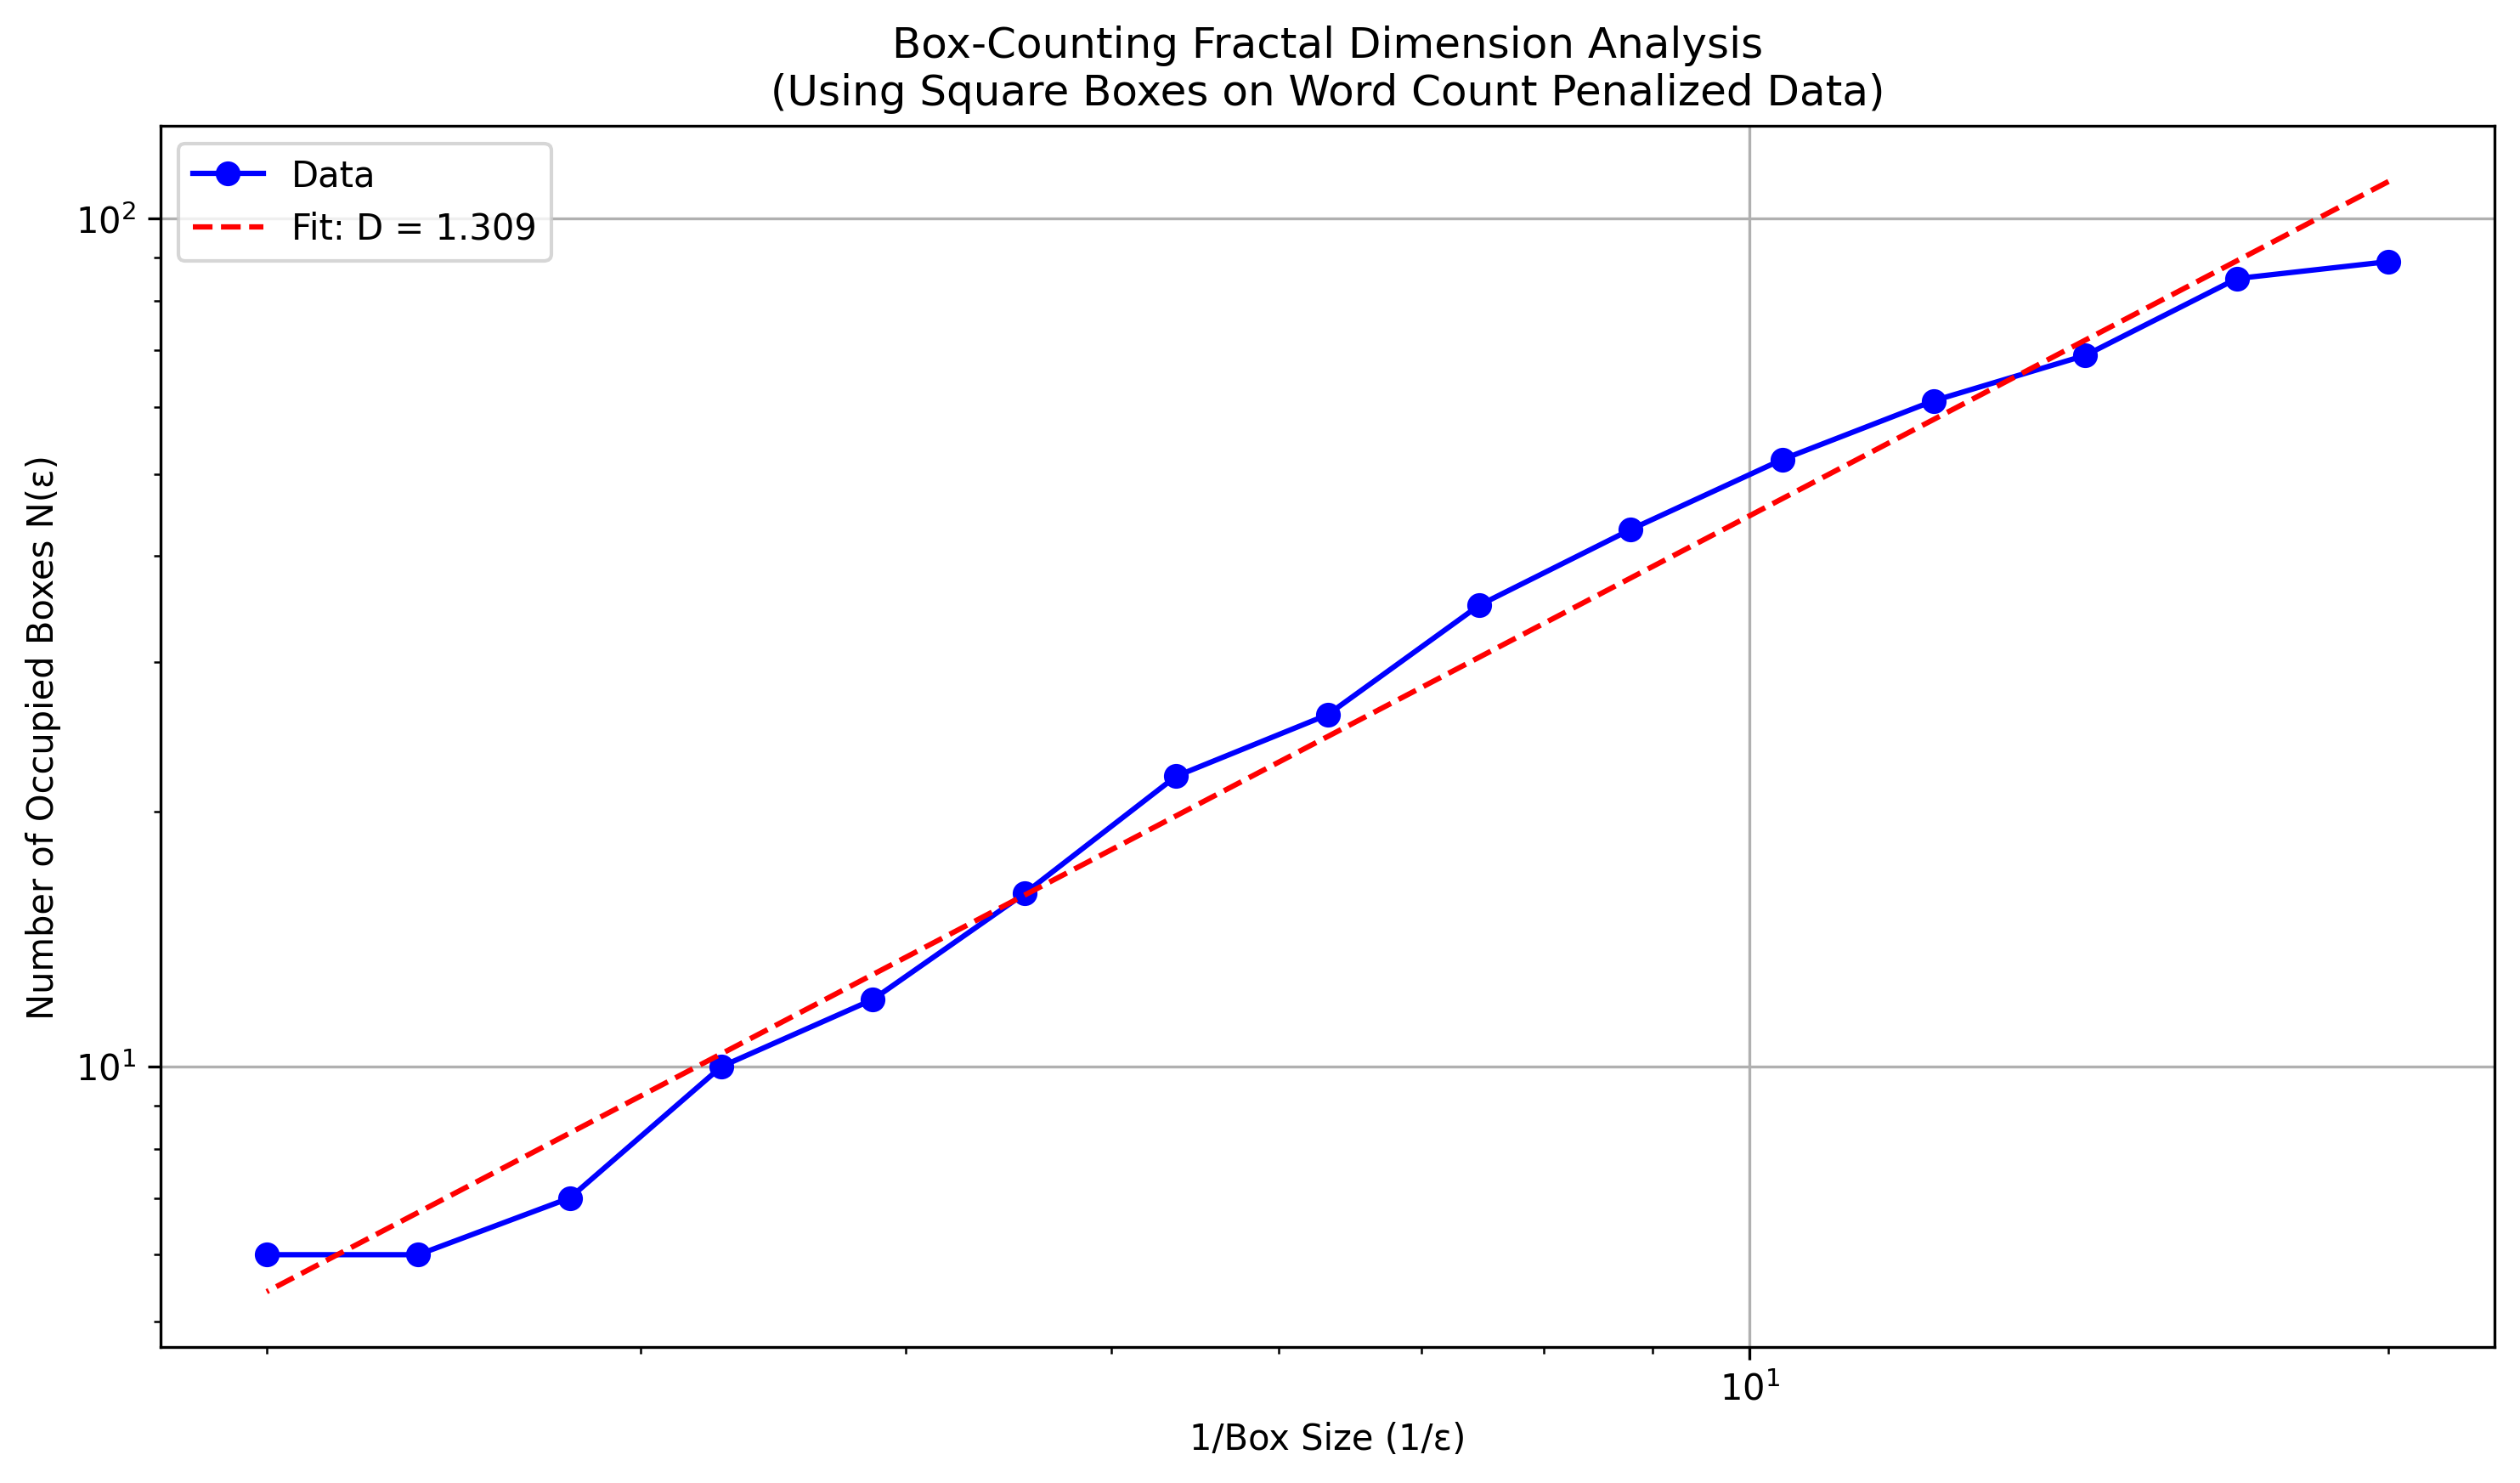 Box-Counting Fractal Dimension Analysis
(Using Square Boxes on Word Count Penalized Data)
Data
Fit: D = 1.309
10²
10¹
Number of Occupied Boxes N(ε)
10¹
1/Box Size (1/ε)